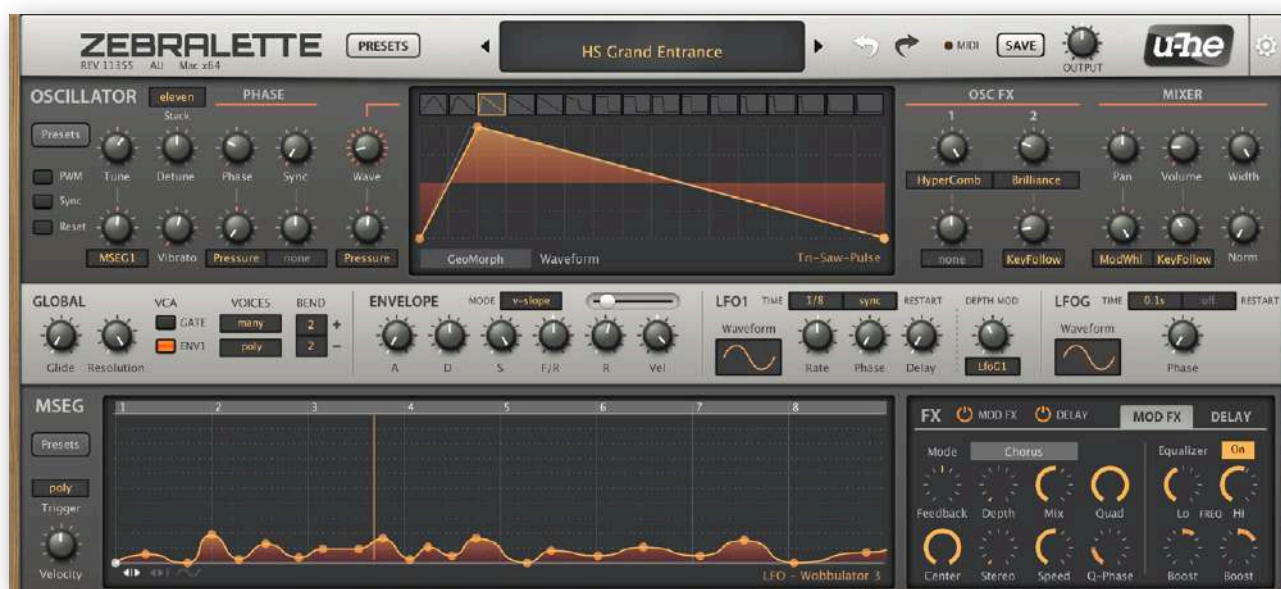 ZEBRALETTE PRESETS HS Grand Entrance MIDI SAVE u-he
REV 11355 AU Mac x64 OUTPUT
OSCILLATOR eleven PHASE OSC FX MIXER
Stack 1 2
Presets
PWM Tune Detune Phase Sync Wave Pan Volume Width
HyperComb Brilliance
Sync
Reset
MSEG1 Vibrato Pressure none Pressure GeoMorph Waveform Tri-Saw-Pulse none KeyFollow ModWhl KeyFollow Norm
GLOBAL VCA VOICES BEND ENVELOPE MODE v-slope LFO1 TIME 1/8 sync RESTART DEPTH MOD LFOG TIME 0.1s off RESTART
GATE many 2 + Waveform Waveform
ENV1 poly 2 −
Glide Resolution A D S F/R R Vel Rate Phase Delay LfoG1 Phase
MSEG 1 2 3 4 5 6 7 8 FX MOD FX DELAY MOD FX DELAY
Presets Mode Chorus Equalizer On
poly
Trigger Feedback Depth Mix Quad Lo FREQ Hi
Velocity LFO - Wobbulator 3 Center Stereo Speed Q-Phase Boost Boost